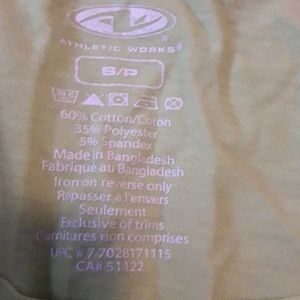 ATHLETIC WORKS®
S/P
60% Cotton/Coton
35% Polyester
5% Spandex
Made in Bangladesh
Fabriqué au Bangladesh
Iron on reverse only
Repasser à l'envers
Seulement
Exclusive of trims
Garnitures non comprises
UPC # 7 7028171115
CA# 51122